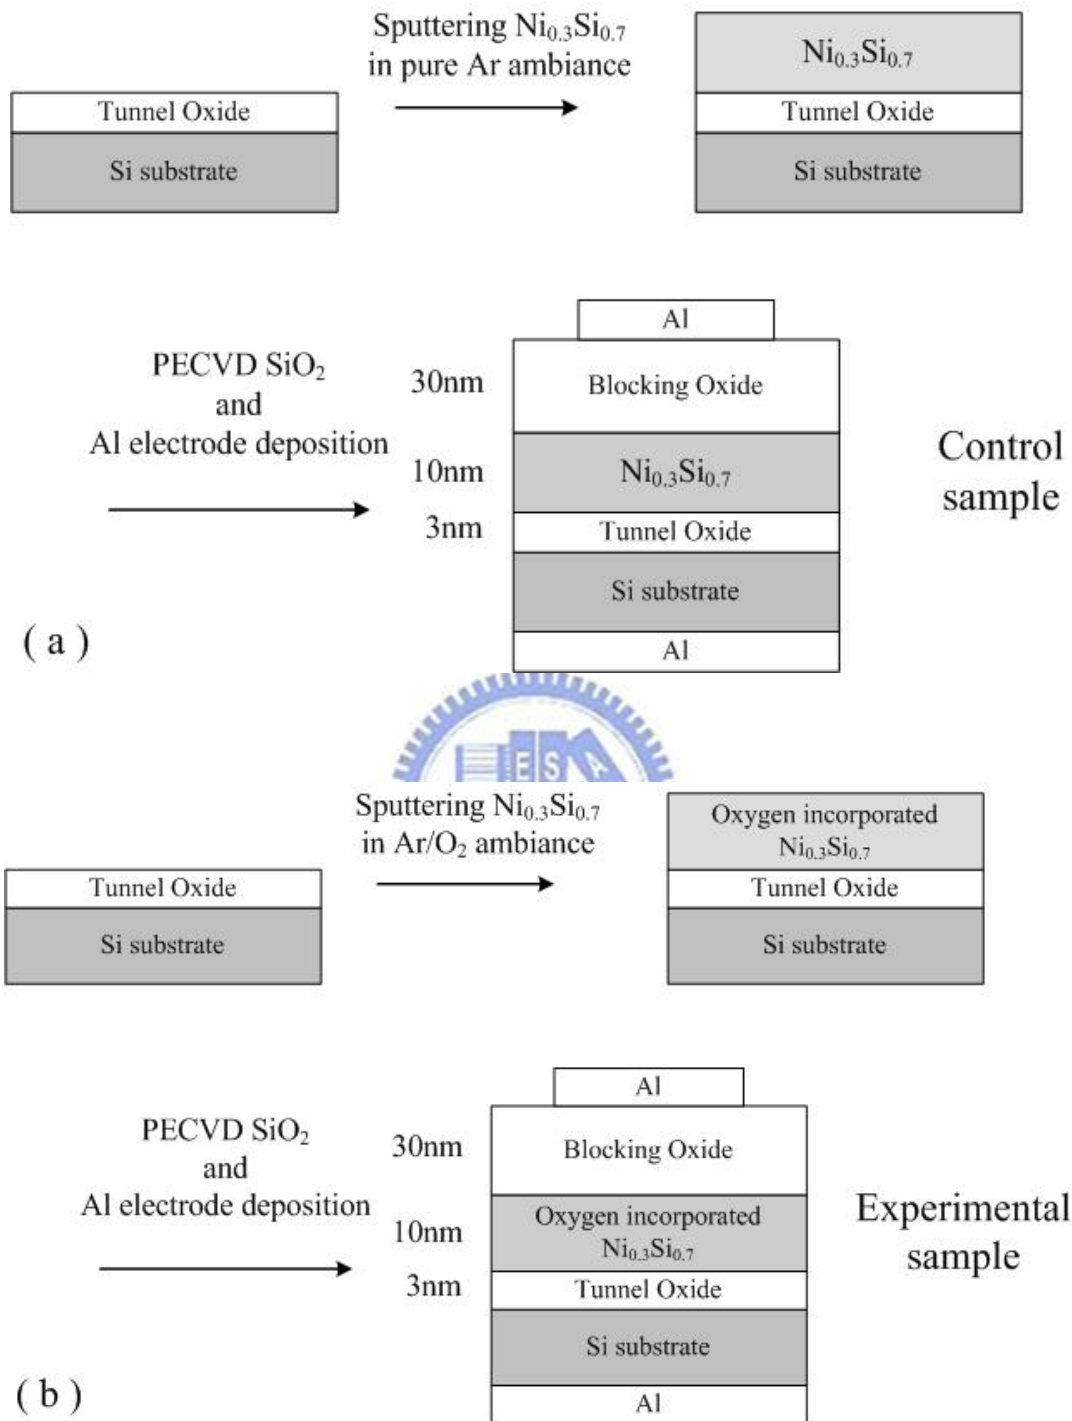 Sputtering Ni0.3Si0.7
in pure Ar ambiance
Tunnel Oxide
Si substrate
Ni0.3Si0.7
Tunnel Oxide
Si substrate
PECVD SiO2
and
Al electrode deposition
30nm
10nm
3nm
Al
Blocking Oxide
Ni0.3Si0.7
Tunnel Oxide
Si substrate
Al
Control
sample
( a )
E S A
Sputtering Ni0.3Si0.7
in Ar/O2 ambiance
Tunnel Oxide
Si substrate
Oxygen incorporated
Ni0.3Si0.7
Tunnel Oxide
Si substrate
PECVD SiO2
and
Al electrode deposition
30nm
10nm
3nm
Al
Blocking Oxide
Oxygen incorporated
Ni0.3Si0.7
Tunnel Oxide
Si substrate
Al
Experimental
sample
( b )